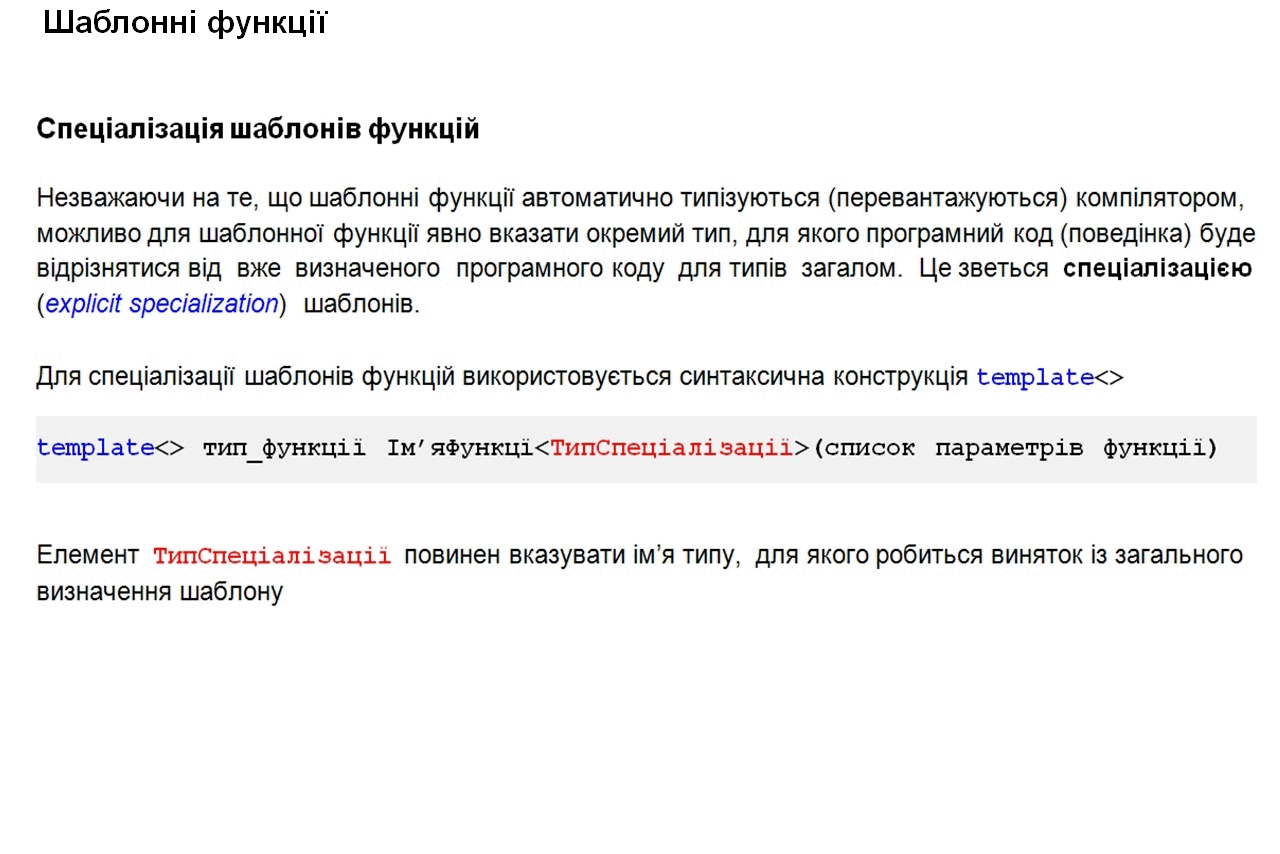 Шаблонні функції
Спеціалізація шаблонів функцій
Незважаючи на те, що шаблонні функції автоматично типізуються (перевантажуються) компілятором,
можливо для шаблонної функції явно вказати окремий тип, для якого програмний код (поведінка) буде
відрізнятися від вже визначеного програмного коду для типів загалом. Це зветься спеціалізацією
(explicit specialization) шаблонів.
Для спеціалізації шаблонів функцій використовується синтаксична конструкція template<>
template<> тип_функції Ім’яФункцї<ТипСпеціалізації>(список параметрів функції)
Елемент ТипСпеціалізації повинен вказувати ім’я типу, для якого робиться виняток із загального
визначення шаблону